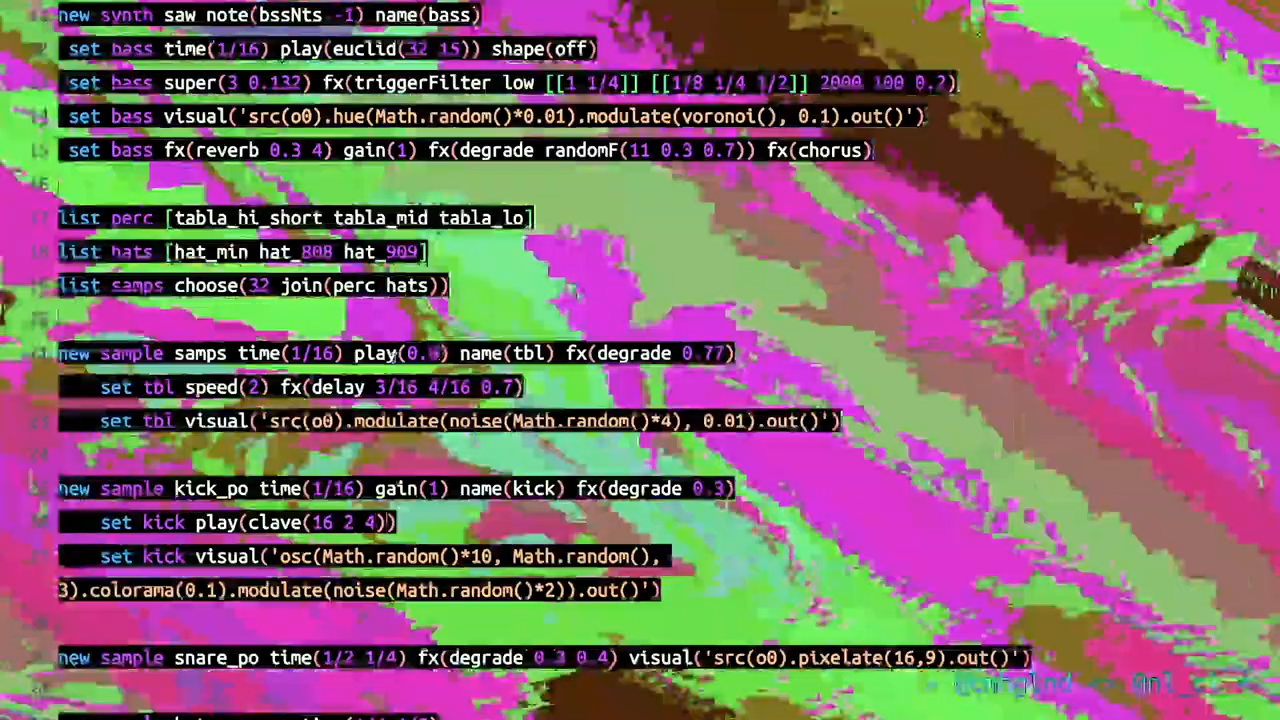 new synth saw note(bssNts -1) name(bass)
set bass time(1/16) play(euclid(32 15)) shape(off)
set bass super(3 0.132) fx(triggerFilter low [[1 1/4]] [[1/8 1/4 1/2]] 2000 100 0.2)
set bass visual('src(o0).hue(Math.random()*0.01).modulate(voronoi(), 0.1).out()')
15 set bass fx(reverb 0.3 4) gain(1) fx(degrade randomF(11 0.3 0.7)) fx(chorus)
16
17 list perc [tabla_hi_short tabla_mid tabla_lo]
18 list hats [hat_min hat_808 hat_909]
list samps choose(32 join(perc hats))
new sample samps time(1/16) play( name(tbl) fx(degrade 0.77)
set tbl speed(2) fx(delay 3/16 4/16 0.7)
23 set tbl visual('src(o0).modulate(noise(Math.random()*4), 0.01).out()')
24
new sample kick_po time(1/16) gain(1) name(kick) fx(degrade 0.3)
set kick play(clave(16 2 4))
set kick visual('osc(Math.random()*10, Math.random(),
3).colorama(0.1).modulate(noise(Math.random()*2)).out()')
new sample snare_po time(1/2 1/4) fx(degrade 0 3 0 4) visual('src(o0).pixelate(16,9).out()')